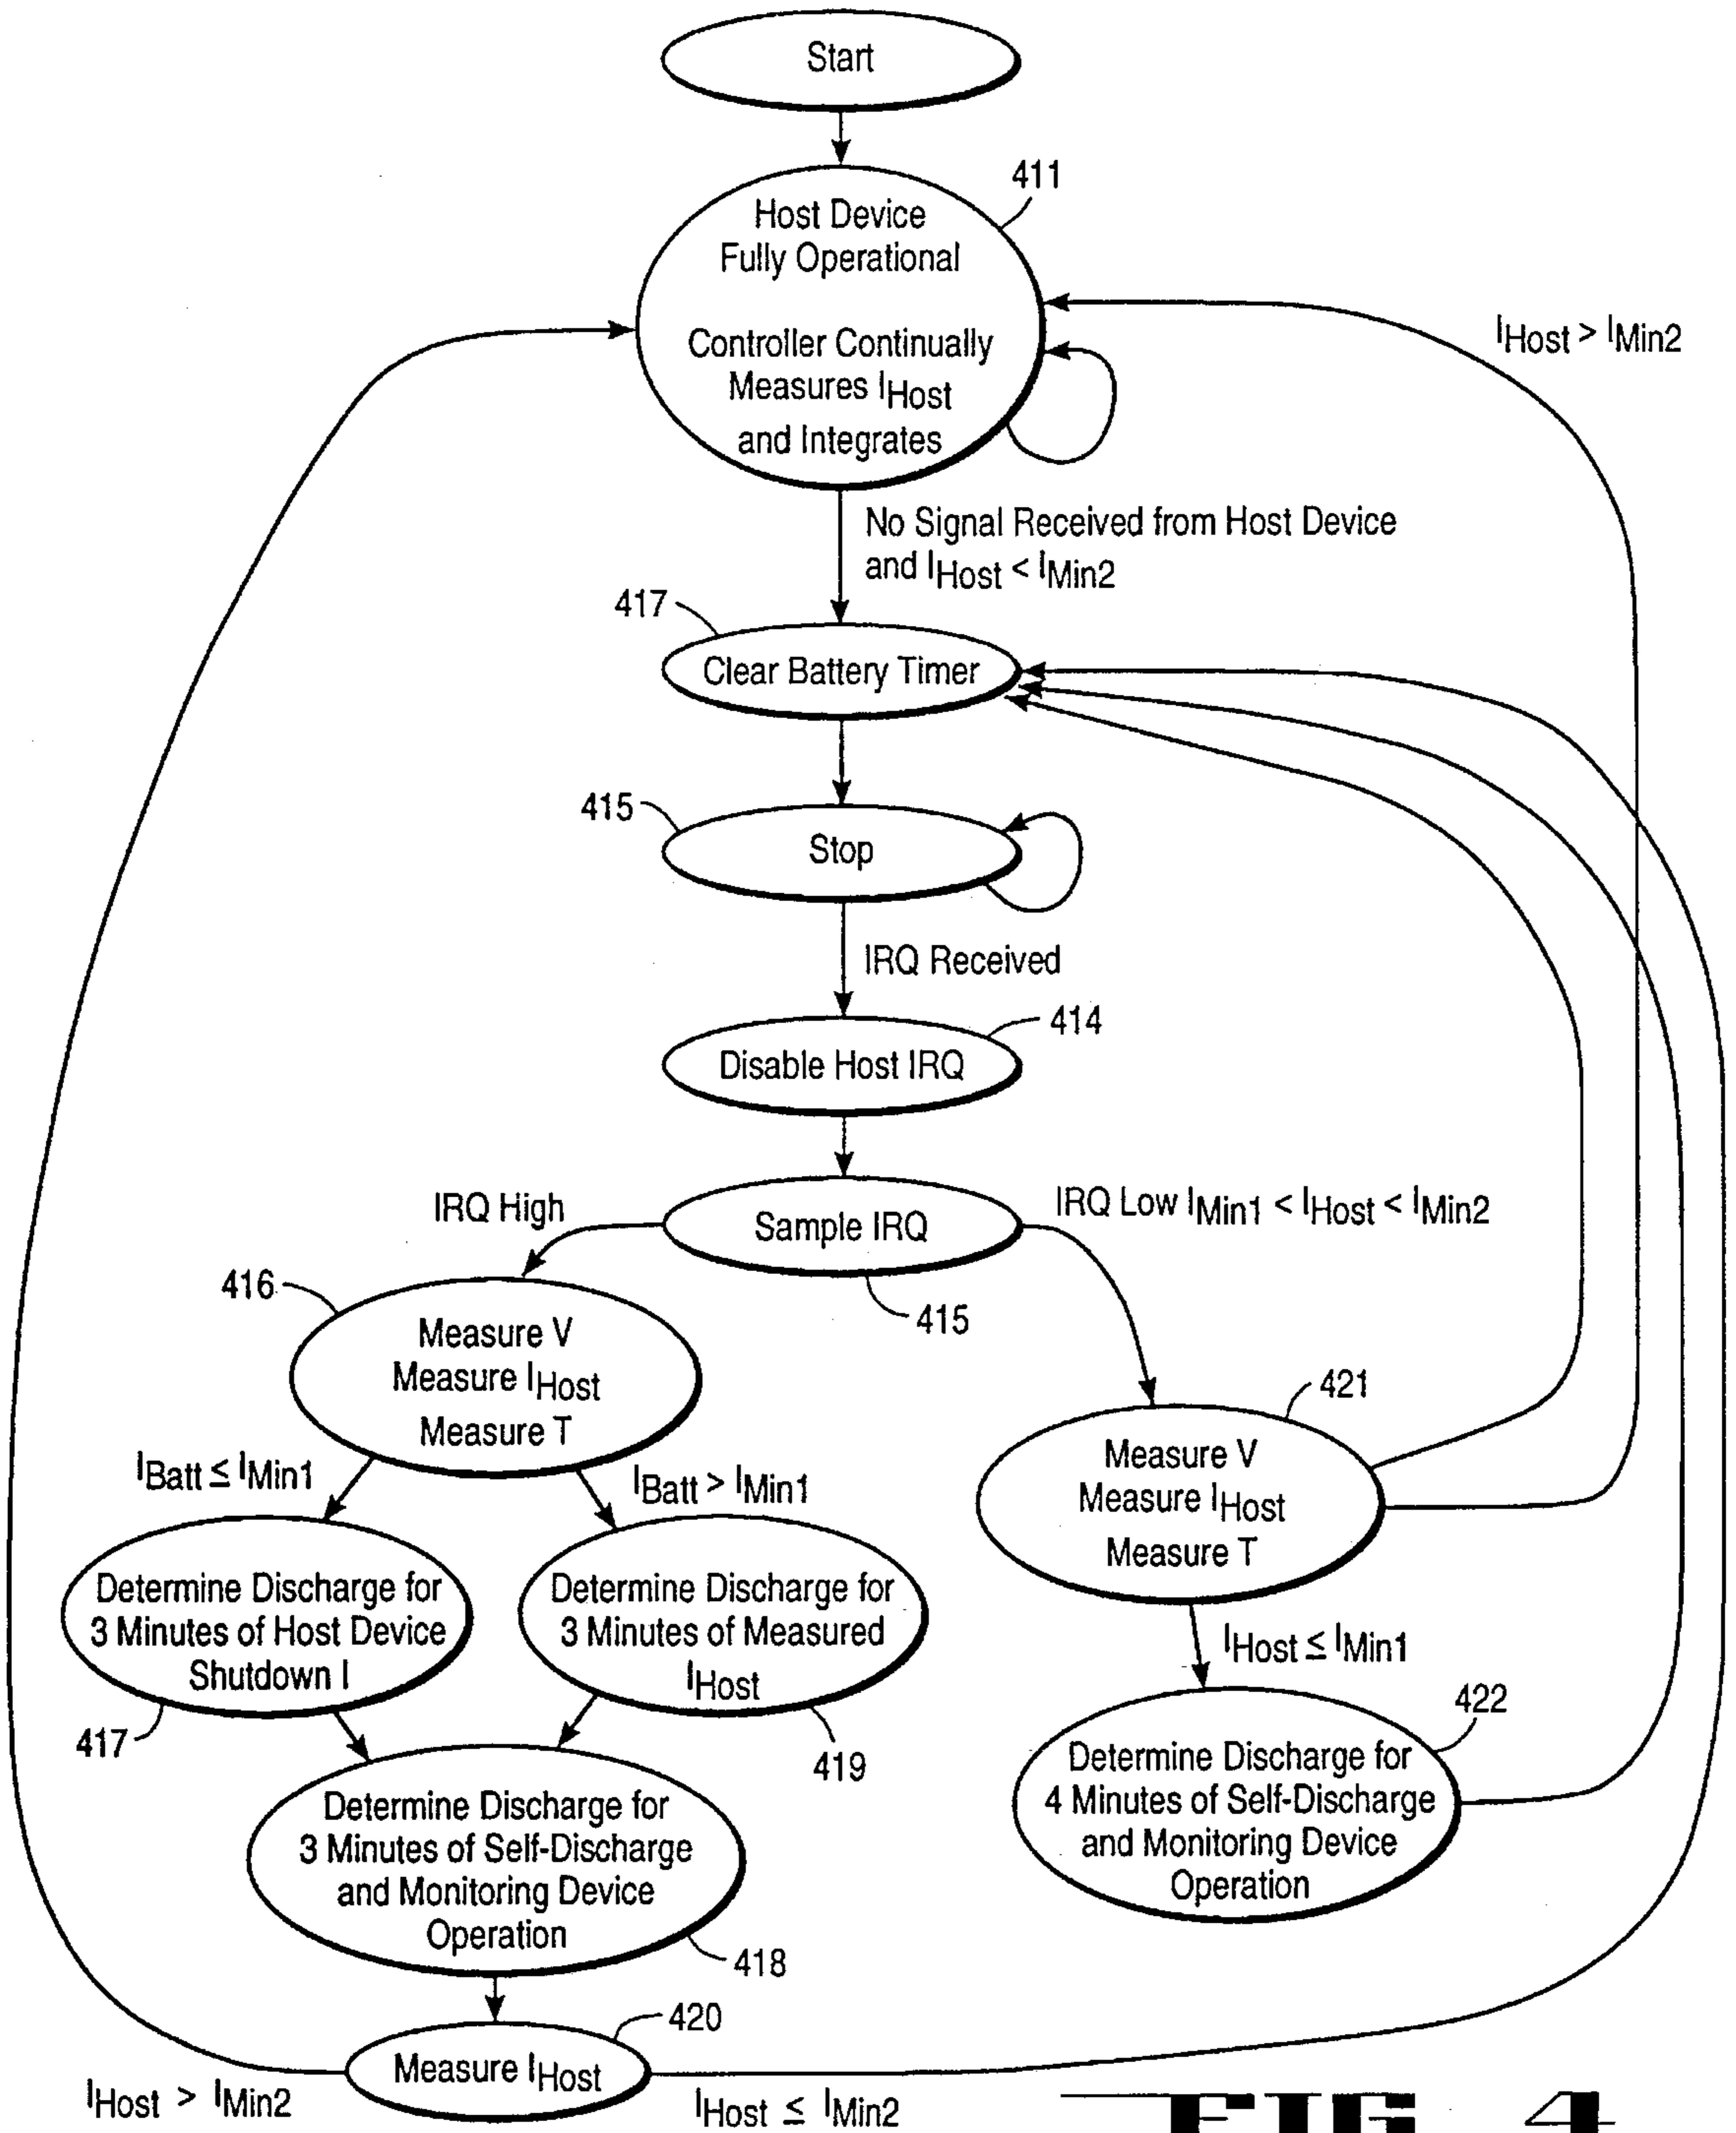 Start
411
Host Device
Fully Operational
Controller Continually
Measures IHost
and Integrates
IHost > IMin2
No Signal Received from Host Device
and IHost < IMin2
417
Clear Battery Timer
415
Stop
IRQ Received
414
Disable Host IRQ
IRQ High
Sample IRQ
IRQ Low IMin1 < IHost < IMin2
415
416
Measure V
Measure IHost
Measure T
421
Measure V
Measure IHost
Measure T
IBatt ≤ IMin1
IBatt > IMin1
Determine Discharge for
3 Minutes of Host Device
Shutdown I
417
Determine Discharge for
3 Minutes of Measured
IHost
419
IHost ≤ IMin1
422
Determine Discharge for
4 Minutes of Self-Discharge
and Monitoring Device
Operation
Determine Discharge for
3 Minutes of Self-Discharge
and Monitoring Device
Operation
418
420
Measure IHost
IHost > IMin2
IHost ≤ IMin2
FIG 4